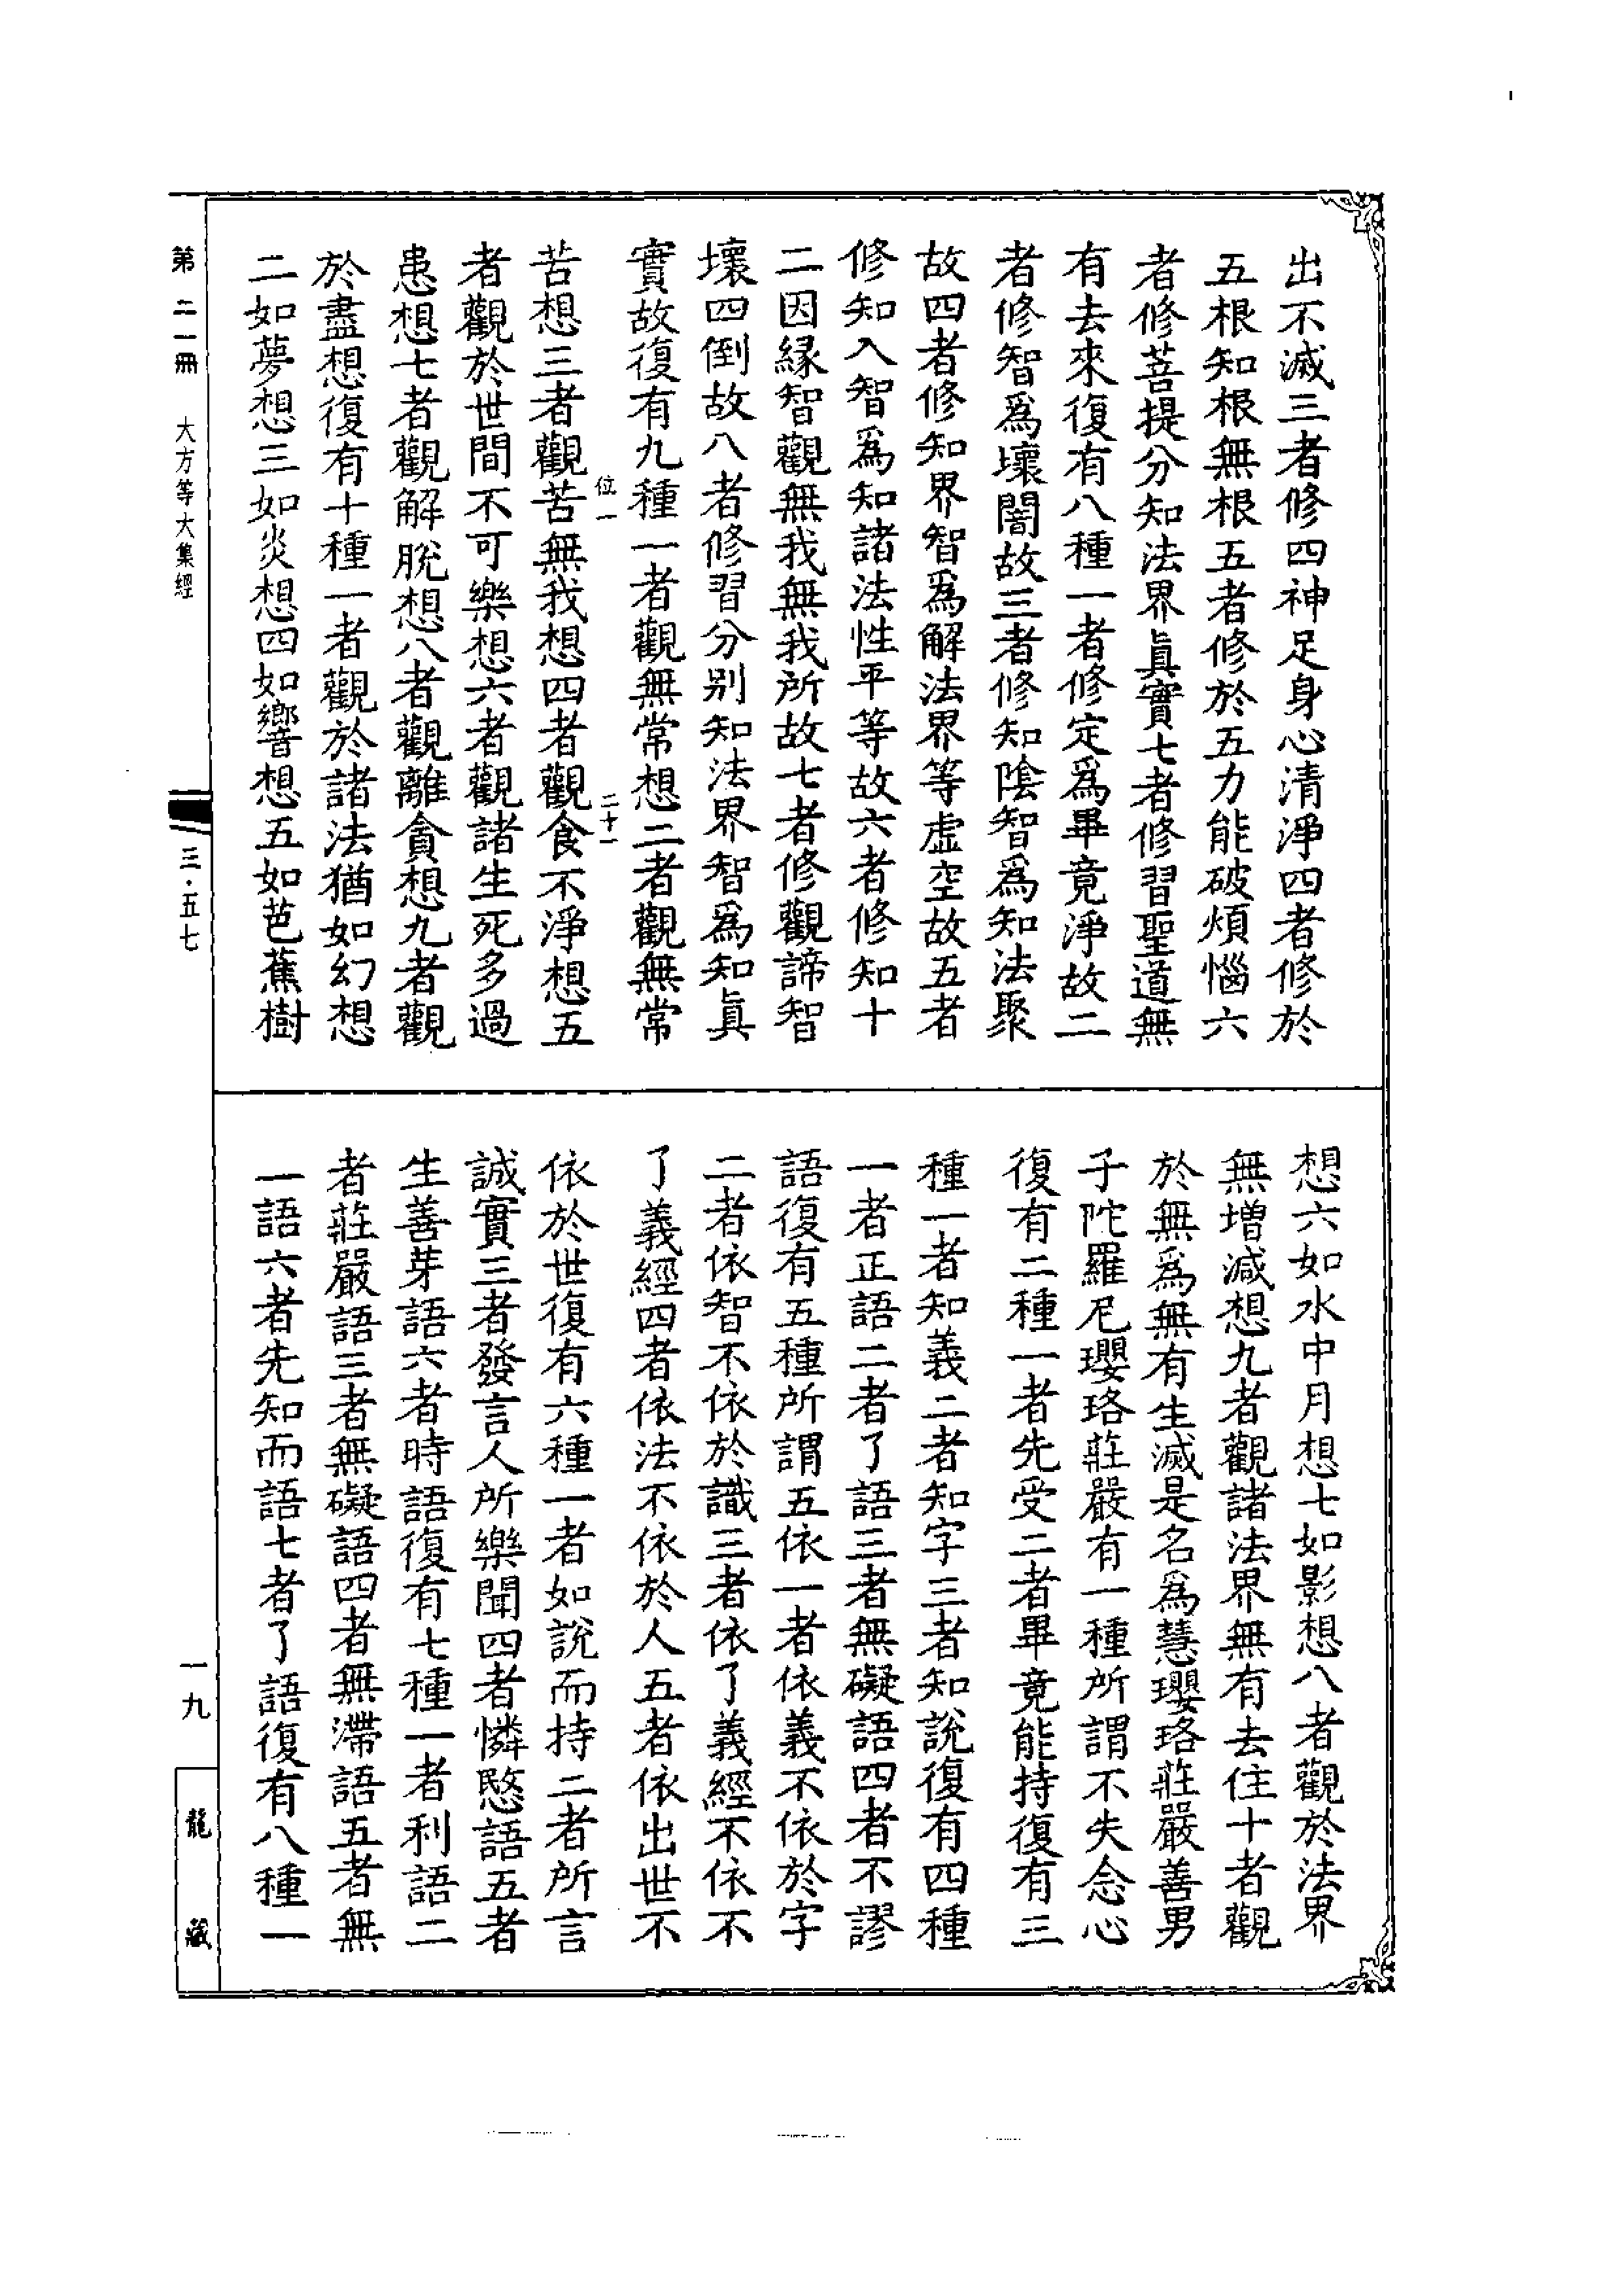 出不滅三者修四神足身心清淨四者修於
五根知根無根五者修於五力能破煩惱六
者修菩提分知法界眞實七者修習聖道無
有去來復有八種一者修定爲畢竟淨故二
者修智爲壞闇故三者修知陰智爲知法聚
故四者修知界智爲解法界等虛空故五者
修知入智爲知諸法性平等故六者修知十
二因緣智觀無我無我所故七者修觀諦智
壞四倒故八者修習分別知法界智爲知眞
實故復有九種一者觀無常想二者觀無常
位一
二十一
苦想三者觀苦無我想四者觀食不淨想五
者觀於世間不可樂想六者觀諸生死多過
患想七者觀解脫想八者觀離貪想九者觀
於盡想復有十種一者觀於諸法猶如幻想
二如夢想三如炎想四如響想五如芭蕉樹
想六如水中月想七如影想八者觀於法界
無增減想九者觀諸法界無有去住十者觀
於無爲無有生滅是名爲慧瓔珞莊嚴善男
子陀羅尼瓔珞莊嚴有一種所謂不失念心
復有二種一者先受二者畢竟能持復有三
種一者知義二者知字三者知說復有四種
一者正語二者了語三者無礙語四者不謬
語復有五種所謂五依一者依義不依於字
二者依智不依於識三者依了義經不依不
了義經四者依法不依於人五者依出世不
依於世復有六種一者如說而持二者所言
誠實三者發言人所樂聞四者憐愍語五者
生善芽語六者時語復有七種一者利語二
者莊嚴語三者無礙語四者無滯語五者無
一語六者先知而語七者了語復有八種一
第二一冊 大方等大集經
三·五七
一九
龍藏